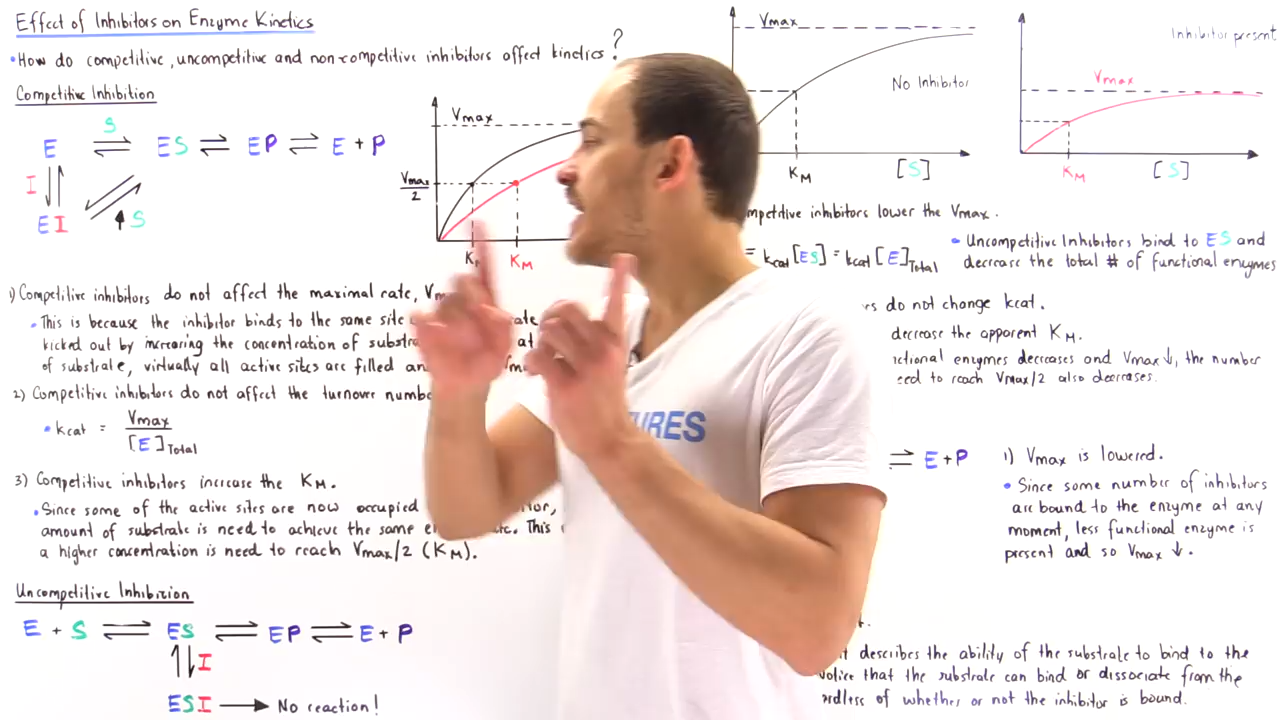 Effect of Inhibitors on Enzyme Kinetics
• How do competitive, uncompetitive and non-competitive inhibitors affect kinetics?
Competitive Inhibition
E ⇌ ES ⇌ EP ⇌ E + P
S
I
EI
↑ S
Vmax
Vmax/2
KM
1) Competitive inhibitors do not affect the maximal rate,
• This is because the inhibitor binds to the same site
kicked out by increasing the concentration of at
of substrate, virtually all active sites are filled
2) Competitive inhibitors do not affect the turnover
• kcat = Vmax/[E]Total
3) Competitive inhibitors increase the KM.
• Since some of the active sites are now occupied
amount of substrate is need to achieve the same This
a higher concentration is need to reach Vmax/2 (KM).
Uncompetitive Inhibition
E + S ⇌ ES ⇌ EP ⇌ E + P
I
ESI → No reaction!
URES
Vmax
No Inhibitor
KM
[S]
Inhibitor present
Vmax
KM
[S]
inhibitors lower the Vmax.
= kcat [ES] = kcat [E]Total
• Uncompetitive Inhibitors bind to ES and
decrease the total # of functional enzymes
do not change kcat.
decrease the apparent KM.
enzymes decreases and Vmax ↓, the number
to reach Vmax/2 also decreases.
⇌ E + P
1) Vmax is lowered.
• Since some number of inhibitors
are bound to the enzyme at any
moment, less functional enzyme is
present and so Vmax ↓.
describes the ability of the substrate to bind to the
that the substrate can bind or dissociate from the
of whether or not the inhibitor is bound.